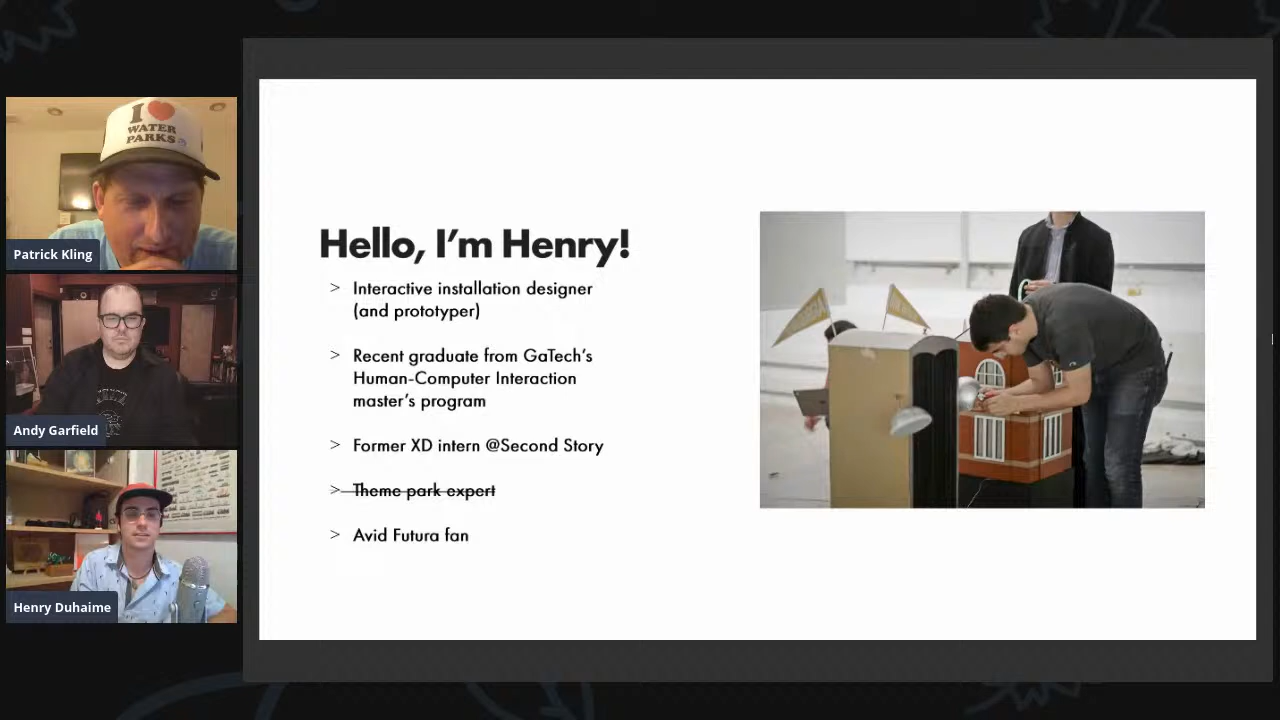 I ❤
WATER
PARKS
Patrick Kling
Andy Garfield
Henry Duhaime
Hello, I'm Henry!
> Interactive installation designer
(and prototyper)
> Recent graduate from GaTech's
Human-Computer Interaction
master's program
> Former XD intern @Second Story
> Theme park expert
> Avid Futura fan